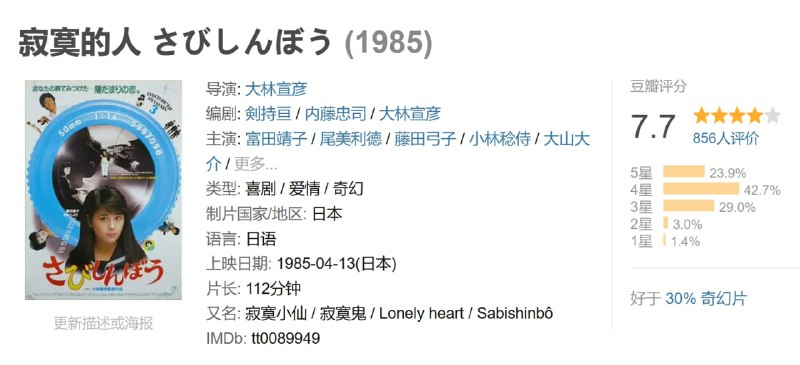 寂寞的人 さびしんぼう (1985)
あなたの胸でみつけた 陽だまりの恋。
50mm
5997098
さびしんぼう
更新描述或海报
导演: 大林宣彦
编剧: 剣持亘 / 内藤忠司 / 大林宣彦
主演: 富田靖子 / 尾美利德 / 藤田弓子 / 小林稔侍 / 大山大
介 / 更多...
类型: 喜剧 / 爱情 / 奇幻
制片国家/地区: 日本
语言: 日语
上映日期: 1985-04-13(日本)
片长: 112分钟
又名: 寂寞小仙 / 寂寞鬼 / Lonely heart / Sabishinbô
IMDb: tt0089949
豆瓣评分
7.7
856人评价
5星 23.9%
4星 42.7%
3星 29.0%
2星 3.0%
1星 1.4%
好于 30% 奇幻片